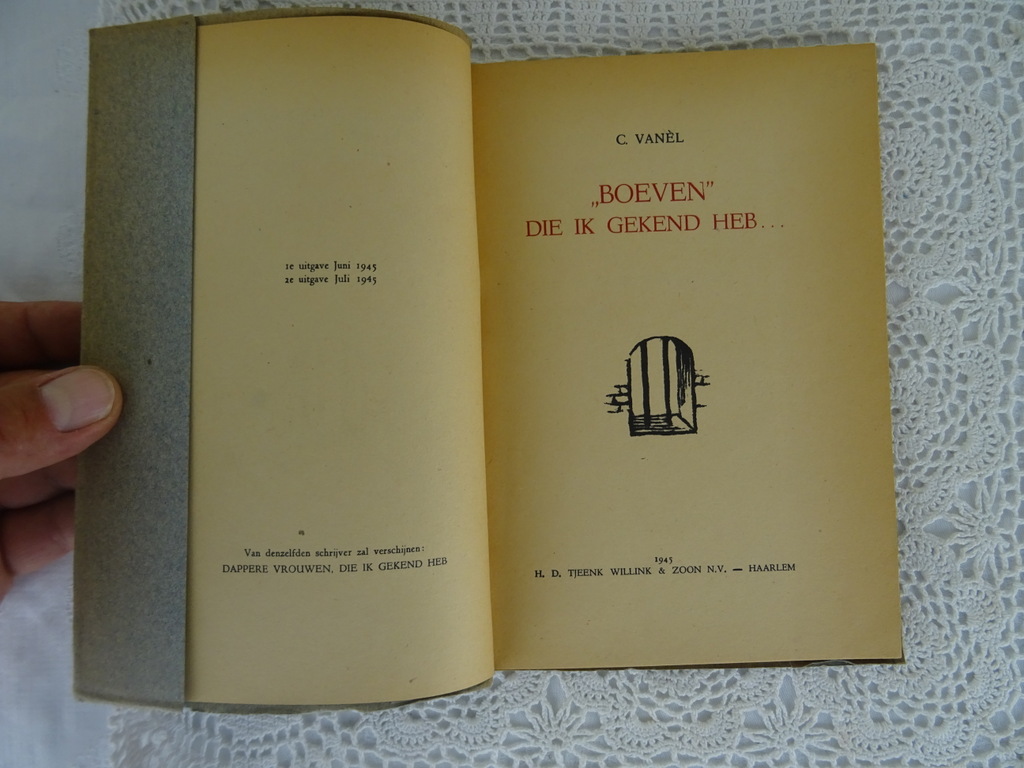 1e uitgave Juni 1945
2e uitgave Juli 1945
Van denzelfden schrijver zal verschijnen:
DAPPERE VROUWEN, DIE IK GEKEND HEB
C. VANÈL
„BOEVEN”
DIE IK GEKEND HEB...
1945
H. D. TJEENK WILLINK & ZOON N.V. — HAARLEM